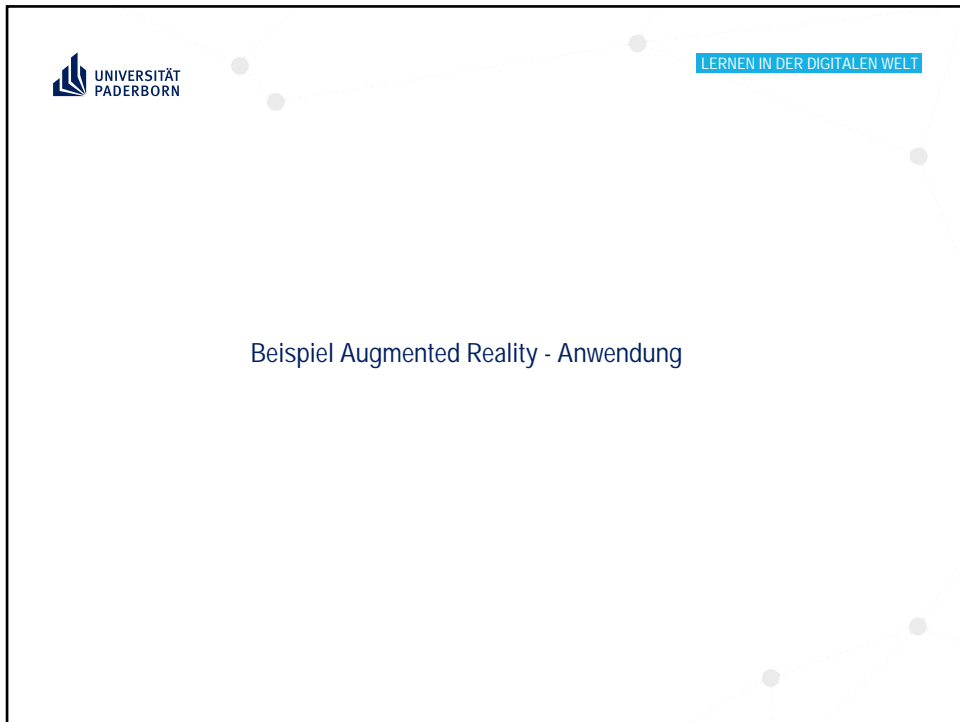 UNIVERSITÄT
PADERBORN
LERNEN IN DER DIGITALEN WELT
Beispiel Augmented Reality - Anwendung